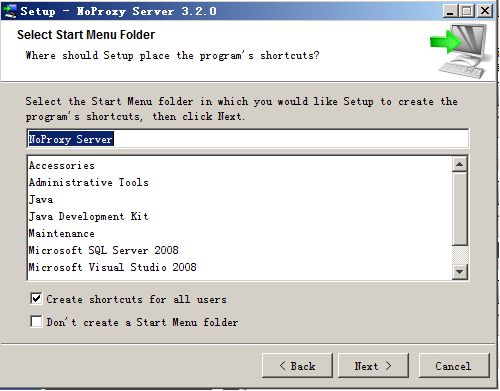 Setup - NoProxy Server 3.2.0
Select Start Menu Folder
Where should Setup place the program's shortcuts?
Select the Start Menu folder in which you would like Setup to create the
program's shortcuts, then click Next.
NoProxy Server
Accessories
Administrative Tools
Java
Java Development Kit
Maintenance
Microsoft SQL Server 2008
Microsoft Visual Studio 2008
Create shortcuts for all users
Don't create a Start Menu folder
< Back
Next >
Cancel